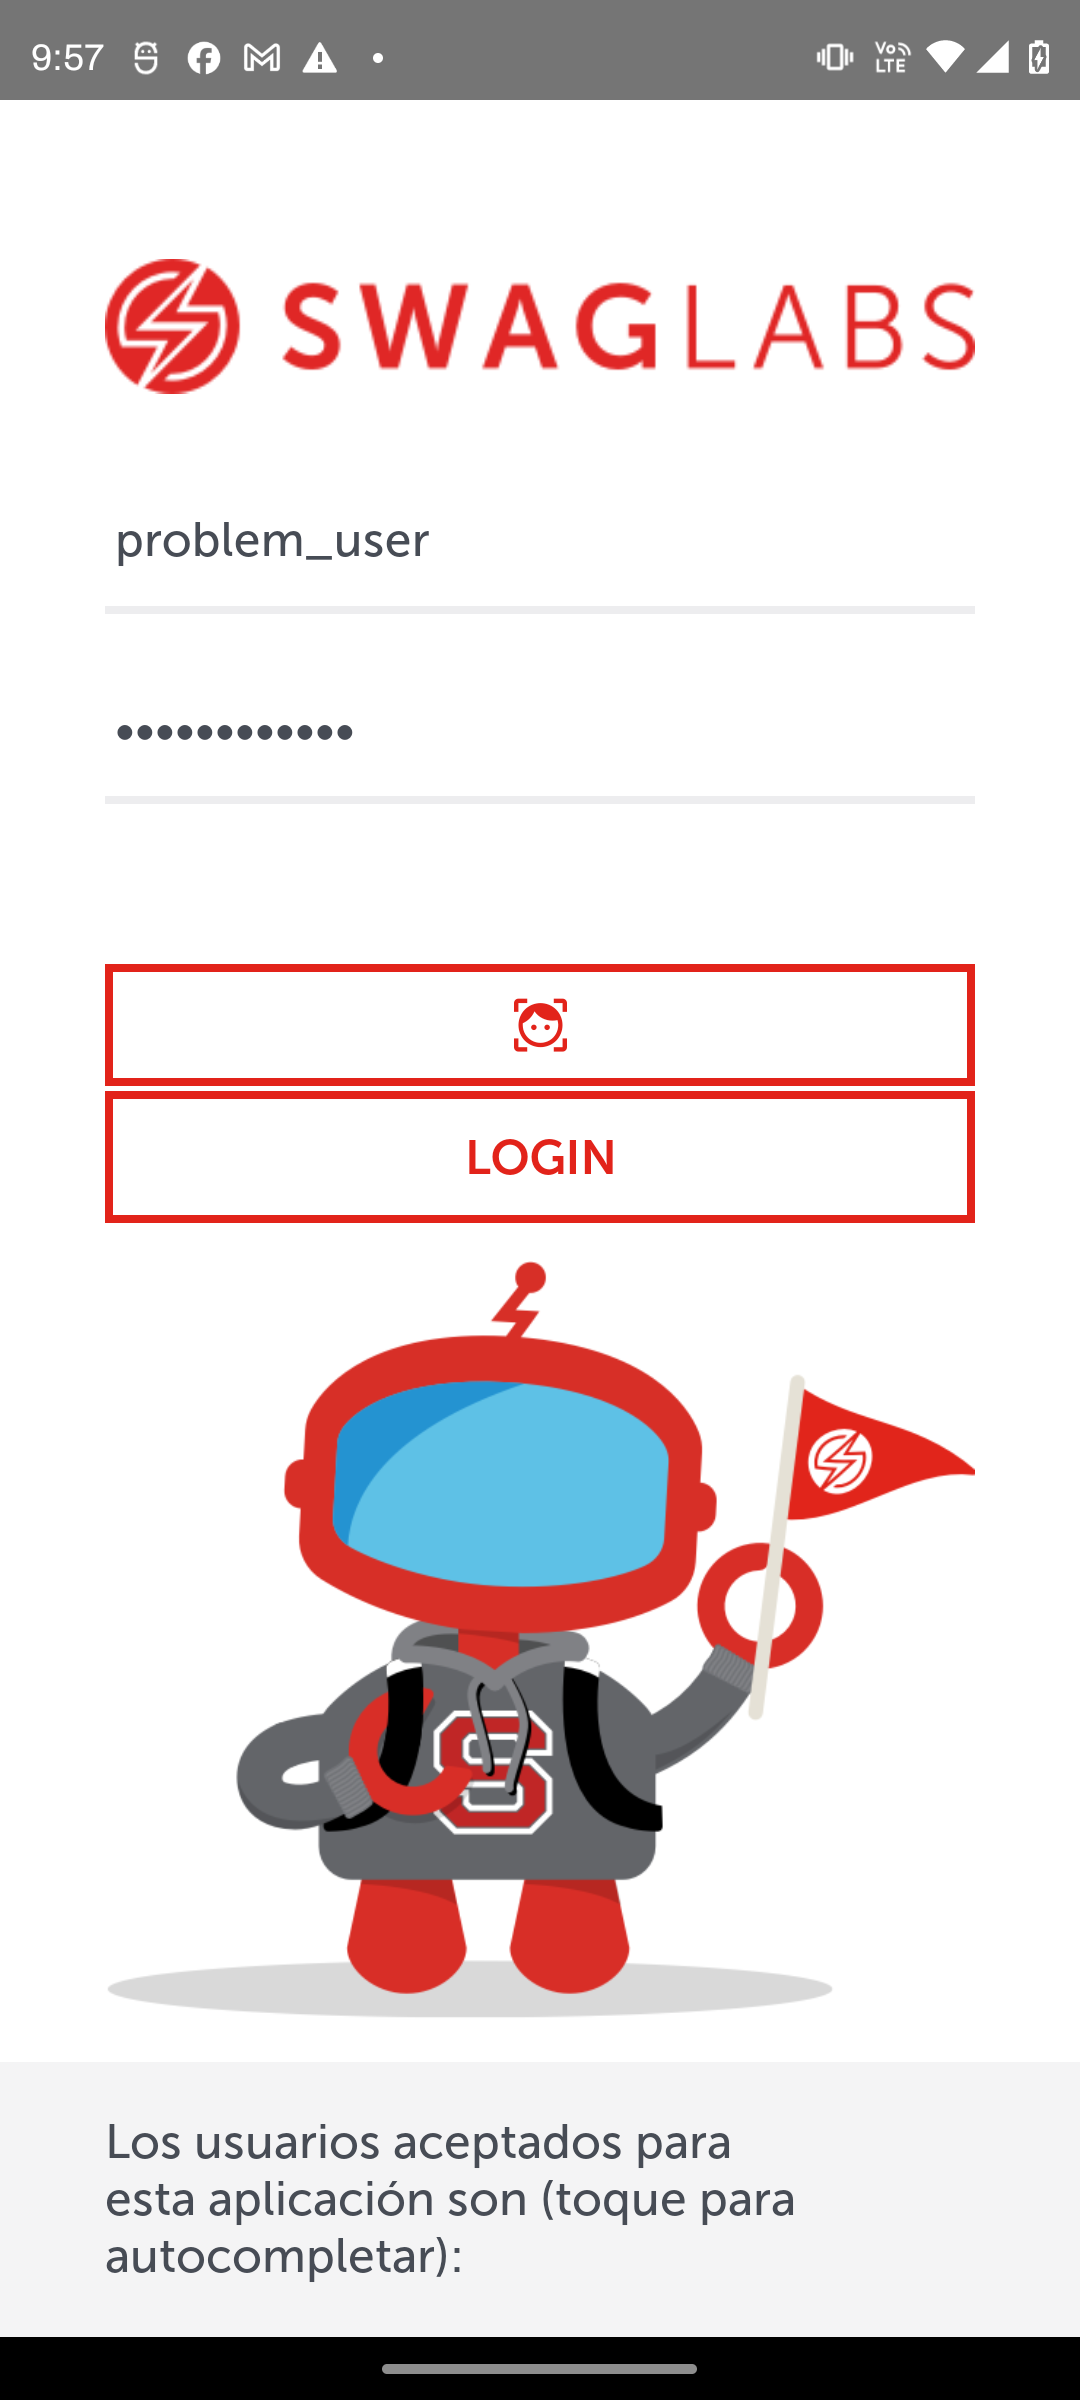 9:57
Vo
LTE
SWAGLABS
problem_user
••••••••••••
LOGIN
S
Los usuarios aceptados para
esta aplicación son (toque para
autocompletar):